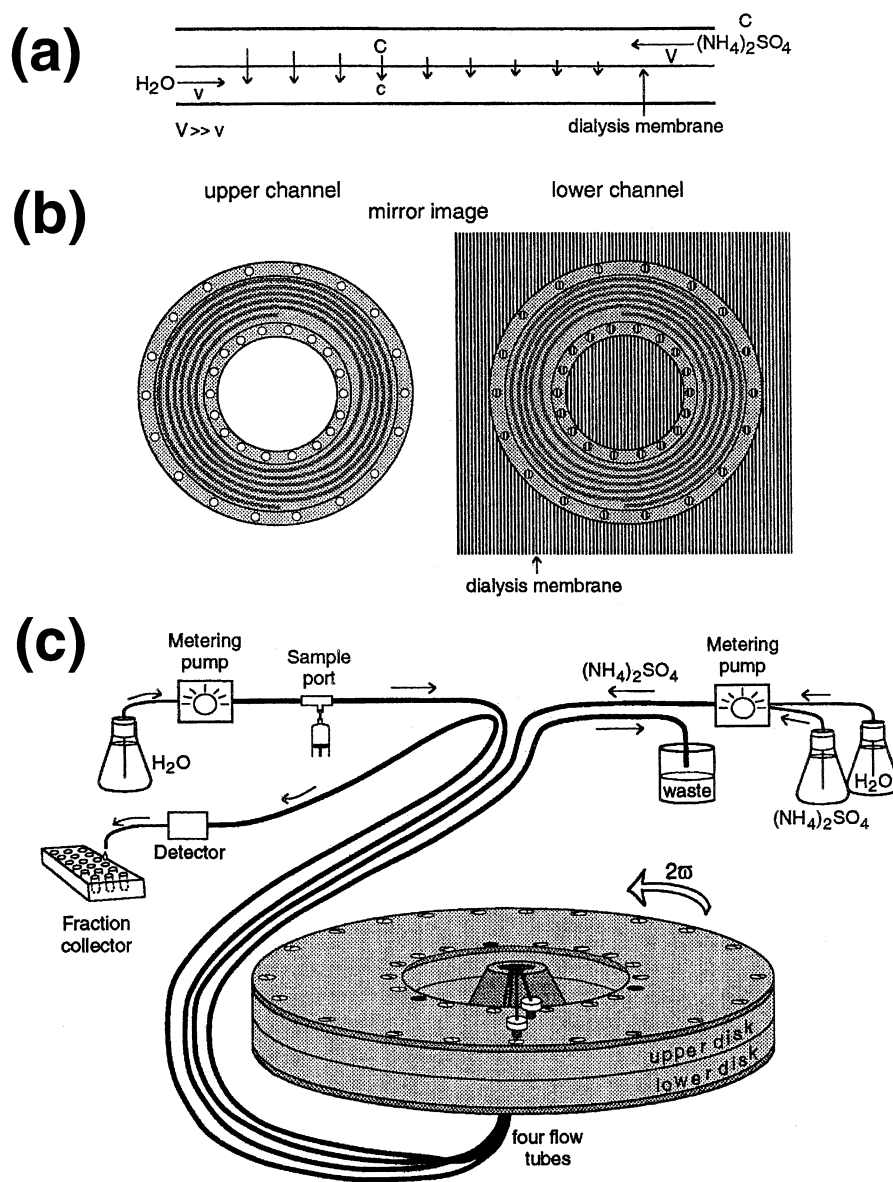 (a)
C
(NH4)2SO4
V
C
H2O
v
c
V >> v
dialysis membrane
(b)
upper channel
lower channel
mirror image
dialysis membrane
(c)
Metering
pump
Sample
port
H2O
Detector
Fraction
collector
(NH4)2SO4
Metering
pump
waste
(NH4)2SO4
H2O
2ϖ
upper disk
lower disk
four flow
tubes